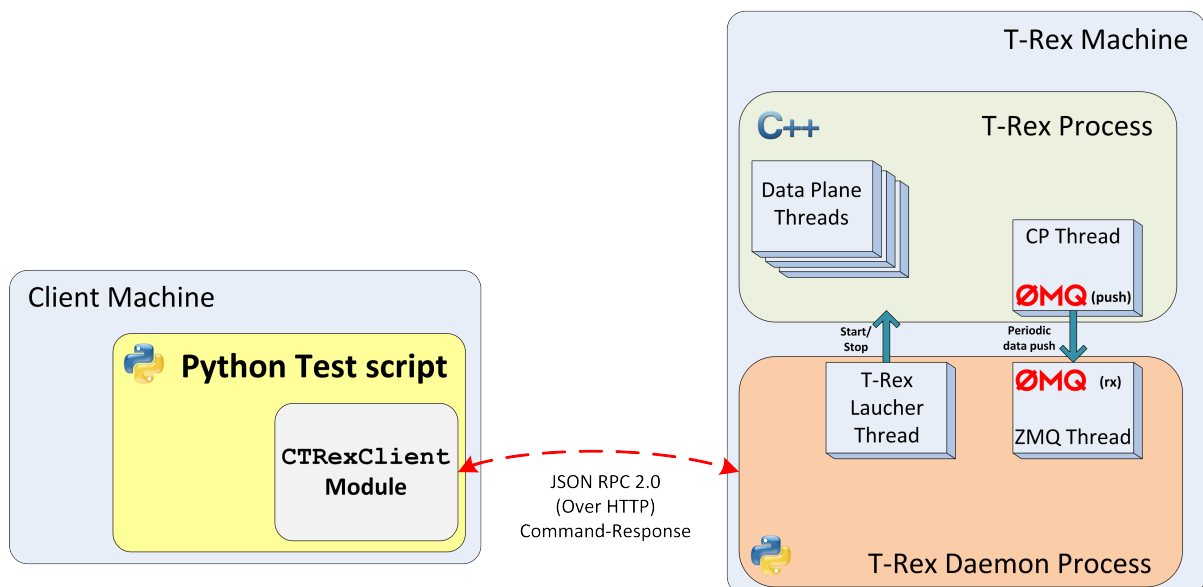 T-Rex Machine
C++
T-Rex Process
Data Plane
Threads
CP Thread
ØMQ (push)
Start/
Stop
Periodic
data push
T-Rex
Laucher
Thread
ØMQ (rx)
ZMQ Thread
T-Rex Daemon Process
Client Machine
Python Test script
CTRexClient
Module
JSON RPC 2.0
(Over HTTP)
Command-Response